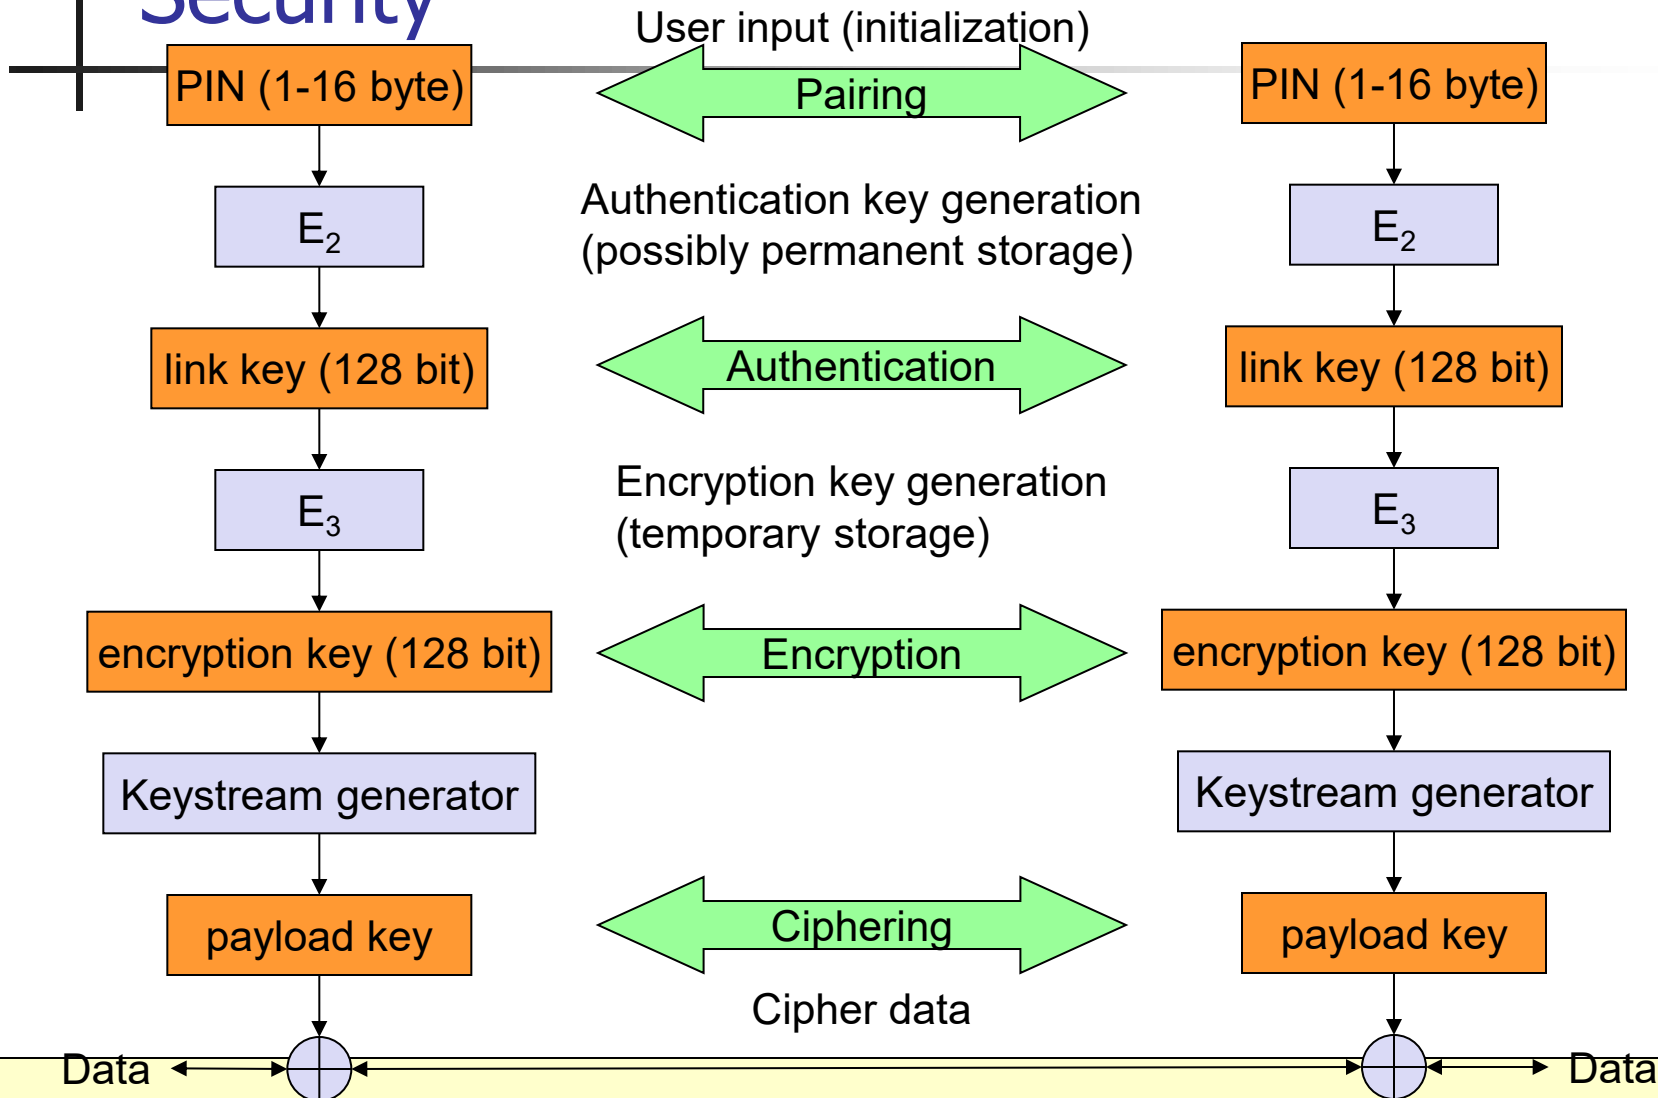 Security
User input (initialization)
PIN (1-16 byte)
Pairing
PIN (1-16 byte)
E2
Authentication key generation
(possibly permanent storage)
E2
link key (128 bit)
Authentication
link key (128 bit)
E3
Encryption key generation
(temporary storage)
E3
encryption key (128 bit)
Encryption
encryption key (128 bit)
Keystream generator
Keystream generator
payload key
Ciphering
payload key
Cipher data
Data
Data